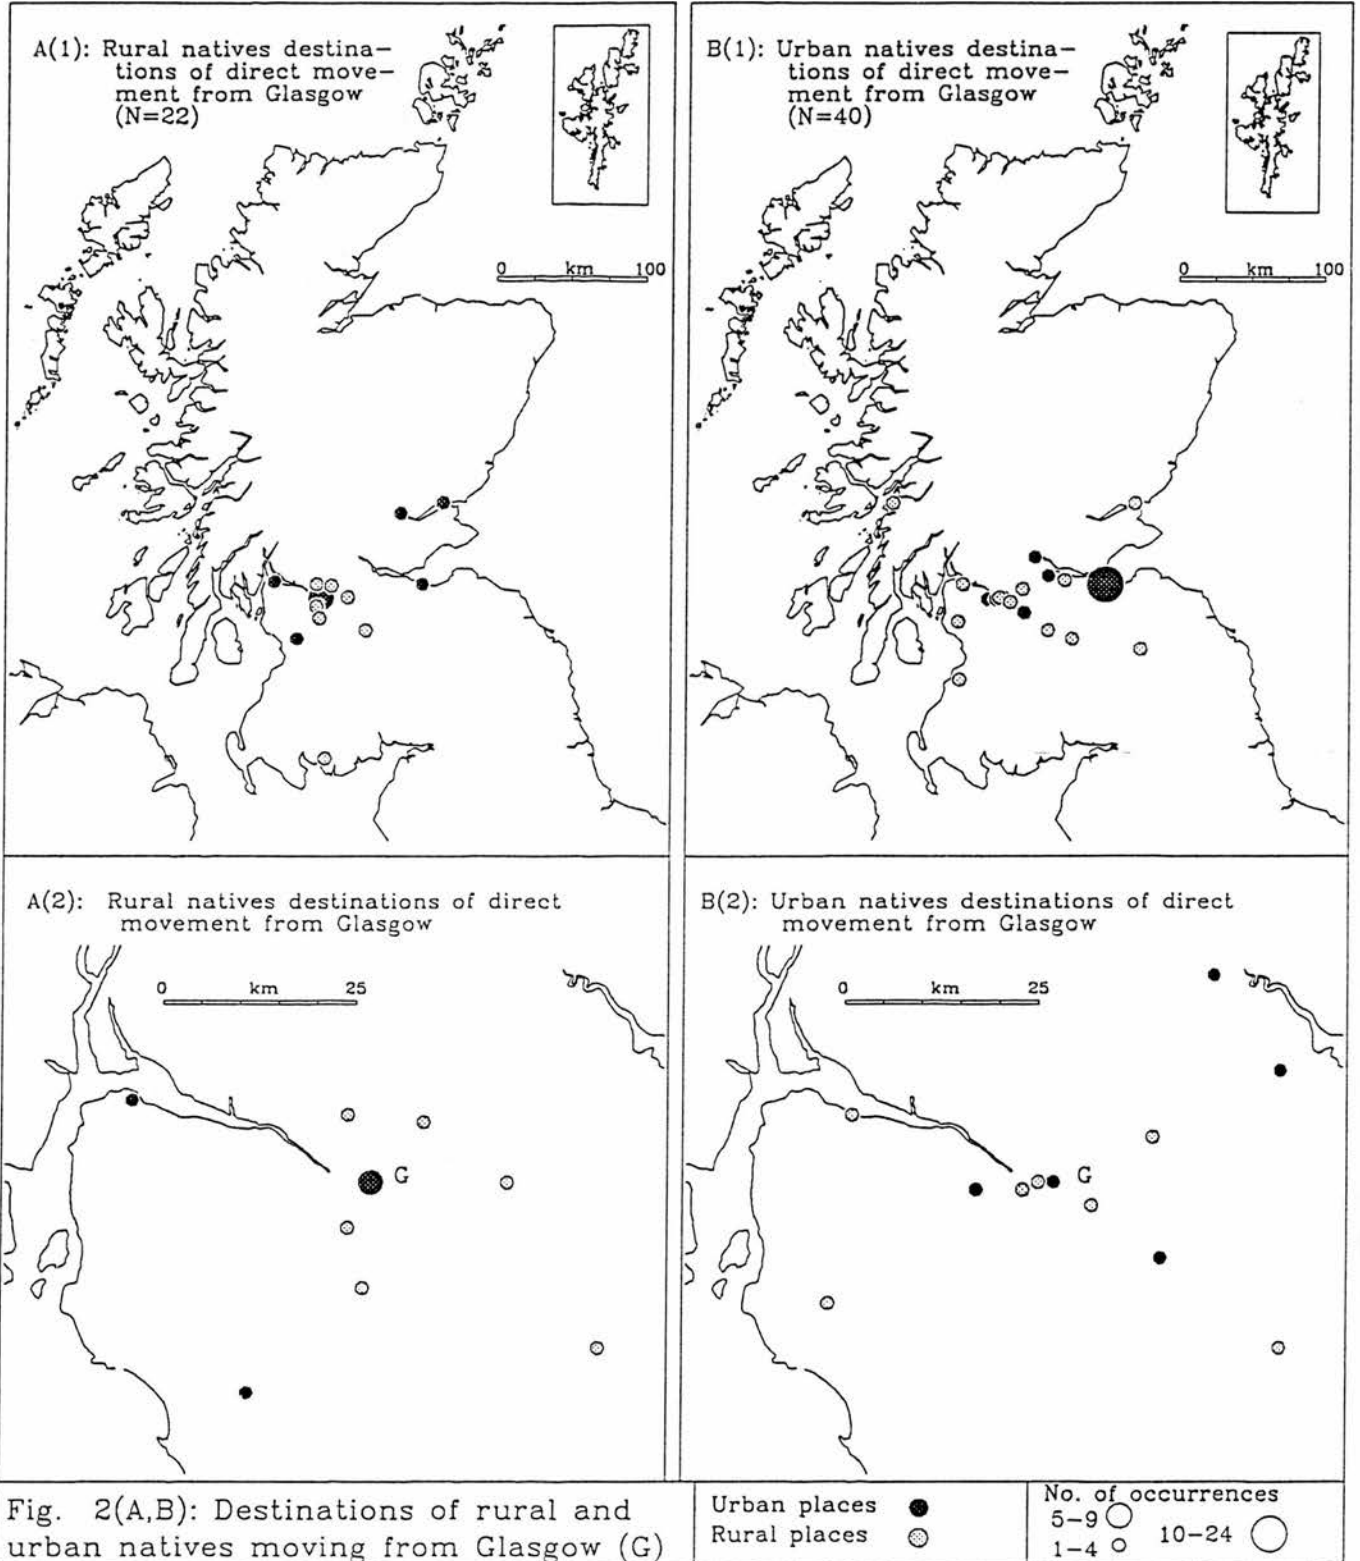 A(1): Rural natives destina-
tions of direct move-
ment from Glasgow
(N=22)
0 km 100
B(1): Urban natives destina-
tions of direct move-
ment from Glasgow
(N=40)
0 km 100
A(2): Rural natives destinations of direct
movement from Glasgow
0 km 25
G
B(2): Urban natives destinations of direct
movement from Glasgow
0 km 25
G
Fig. 2(A,B): Destinations of rural and
urban natives moving from Glasgow (G)
Urban places
Rural places
No. of occurrences
5-9
1-4 10-24